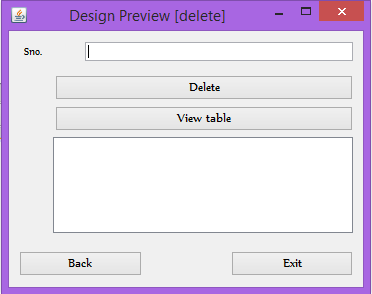 Design Preview [delete]
Sno.
Delete
View table
Back
Exit